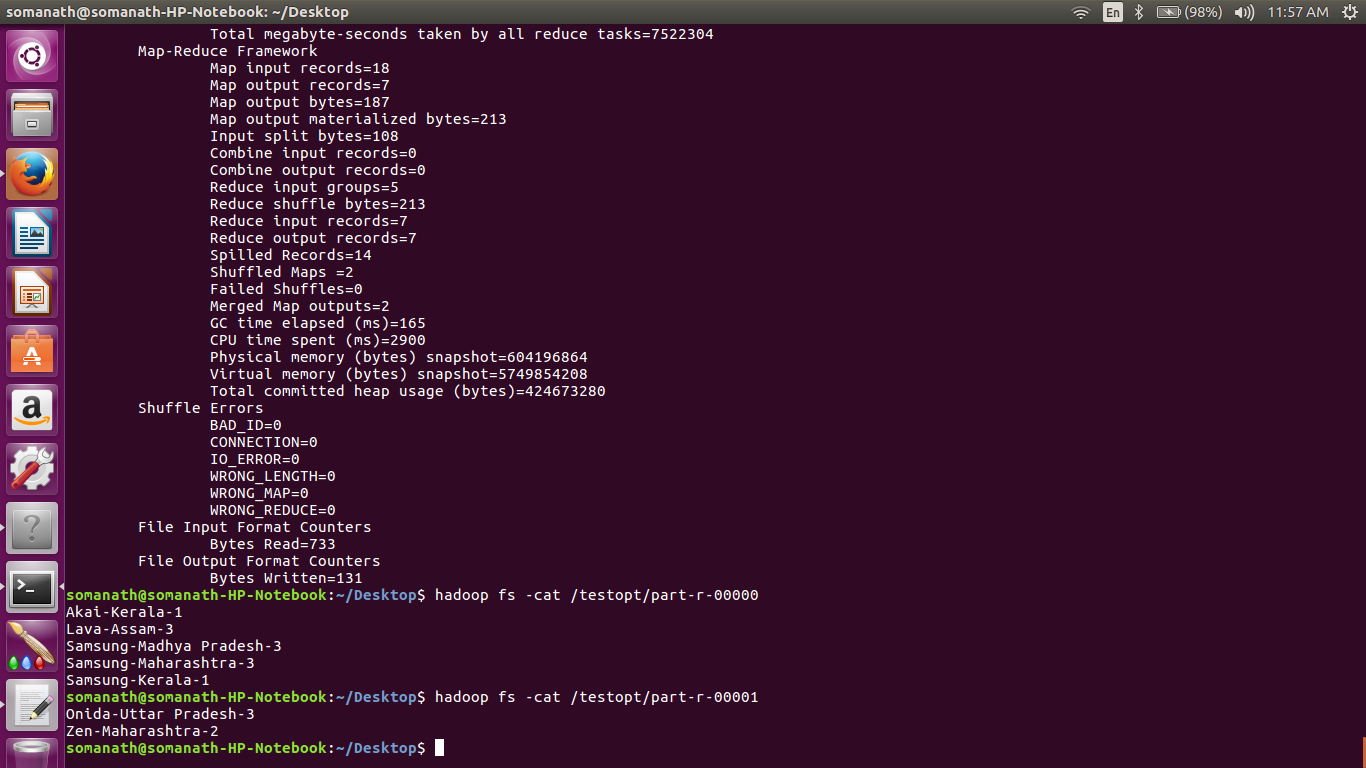 somanath@somanath-HP-Notebook: ~/Desktop
En
(98%)
11:57 AM
Total megabyte-seconds taken by all reduce tasks=7522304
Map-Reduce Framework
Map input records=18
Map output records=7
Map output bytes=187
Map output materialized bytes=213
Input split bytes=108
Combine input records=0
Combine output records=0
Reduce input groups=5
Reduce shuffle bytes=213
Reduce input records=7
Reduce output records=7
Spilled Records=14
Shuffled Maps =2
Failed Shuffles=0
Merged Map outputs=2
GC time elapsed (ms)=165
CPU time spent (ms)=2900
Physical memory (bytes) snapshot=604196864
Virtual memory (bytes) snapshot=5749854208
Total committed heap usage (bytes)=424673280
Shuffle Errors
BAD_ID=0
CONNECTION=0
IO_ERROR=0
WRONG_LENGTH=0
WRONG_MAP=0
WRONG_REDUCE=0
File Input Format Counters
Bytes Read=733
File Output Format Counters
Bytes Written=131
somanath@somanath-HP-Notebook:~/Desktop$ hadoop fs -cat /testopt/part-r-00000
Akai-Kerala-1
Lava-Assam-3
Samsung-Madhya Pradesh-3
Samsung-Maharashtra-3
Samsung-Kerala-1
somanath@somanath-HP-Notebook:~/Desktop$ hadoop fs -cat /testopt/part-r-00001
Onida-Uttar Pradesh-3
Zen-Maharashtra-2
somanath@somanath-HP-Notebook:~/Desktop$